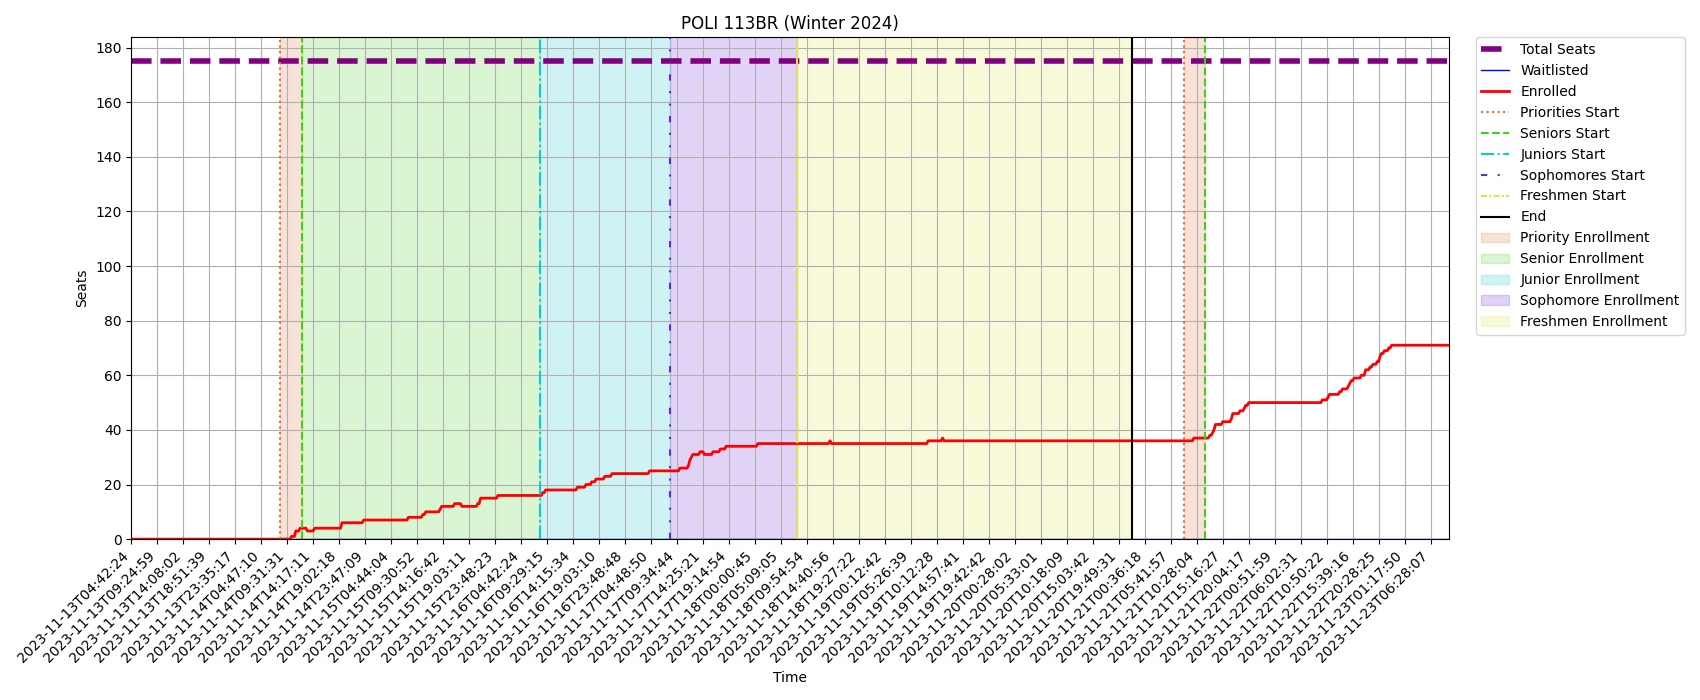 POLI 113BR (Winter 2024)
Seats
180
160
140
120
100
80
60
40
20
0
2023-11-13T04:42:24
2023-11-13T09:24:59
2023-11-13T14:08:02
2023-11-13T18:51:39
2023-11-13T23:35:17
2023-11-14T04:47:10
2023-11-14T09:31:31
2023-11-14T14:17:11
2023-11-14T19:02:18
2023-11-14T23:47:09
2023-11-15T04:44:04
2023-11-15T09:30:52
2023-11-15T14:16:42
2023-11-15T19:03:11
2023-11-15T23:48:23
2023-11-16T04:42:24
2023-11-16T09:29:15
2023-11-16T14:15:34
2023-11-16T19:03:10
2023-11-16T23:48:48
2023-11-17T04:48:50
2023-11-17T09:34:44
2023-11-17T14:25:21
2023-11-17T19:14:54
2023-11-18T00:00:45
2023-11-18T05:09:05
2023-11-18T09:54:54
2023-11-18T14:40:56
2023-11-18T19:27:22
2023-11-19T00:12:42
2023-11-19T05:26:39
2023-11-19T10:12:28
2023-11-19T14:57:41
2023-11-19T19:42:42
2023-11-20T00:28:02
2023-11-20T05:33:01
2023-11-20T10:18:09
2023-11-20T15:03:42
2023-11-20T19:49:31
2023-11-21T00:36:18
2023-11-21T05:41:57
2023-11-21T10:28:04
2023-11-21T15:16:27
2023-11-21T20:04:17
2023-11-22T00:51:59
2023-11-22T06:02:31
2023-11-22T10:50:22
2023-11-22T15:39:16
2023-11-22T20:28:25
2023-11-23T01:17:50
2023-11-23T06:28:07
Time
Total Seats
Waitlisted
Enrolled
Priorities Start
Seniors Start
Juniors Start
Sophomores Start
Freshmen Start
End
Priority Enrollment
Senior Enrollment
Junior Enrollment
Sophomore Enrollment
Freshmen Enrollment